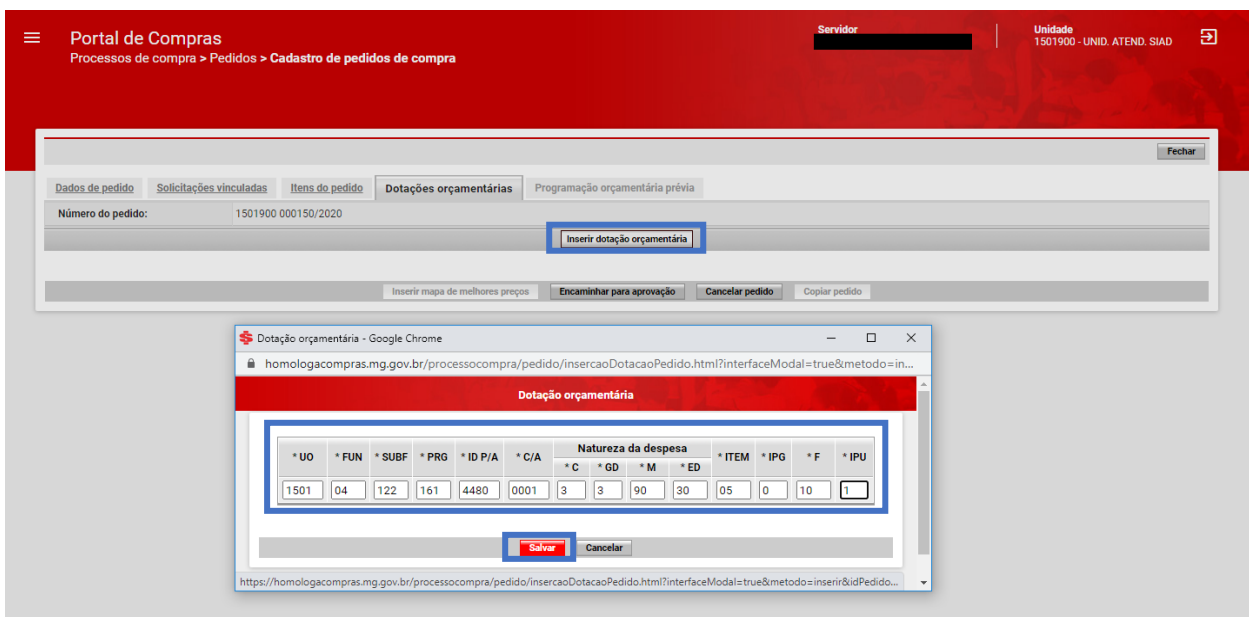 Portal de Compras
Processos de compra > Pedidos > Cadastro de pedidos de compra
Servidor
Unidade
1501900 - UNID. ATEND. SIAD
Fechar
Dados de pedido Solicitações vinculadas Itens do pedido Dotações orçamentárias Programação orçamentária prévia
Número do pedido: 1501900 000150/2020
Inserir dotação orçamentária
Inserir mapa de melhores preços Encaminhar para aprovação Cancelar pedido Copiar pedido
Dotação orçamentária - Google Chrome
homologacompras.mg.gov.br/processocompra/pedido/insercaoDotacaoPedido.html?interfaceModal=true&metodo=in...
Dotação orçamentária
* UO * FUN * SUBF * PRG * ID P/A * C/A Natureza da despesa * ITEM * IPG * F * IPU
* C * GD * M * ED
1501 04 122 161 4480 0001 3 3 90 30 05 0 10 1
Salvar Cancelar
https://homologacompras.mg.gov.br/processocompra/pedido/insercaoDotacaoPedido.html?interfaceModal=true&metodo=inserir&idPedido...